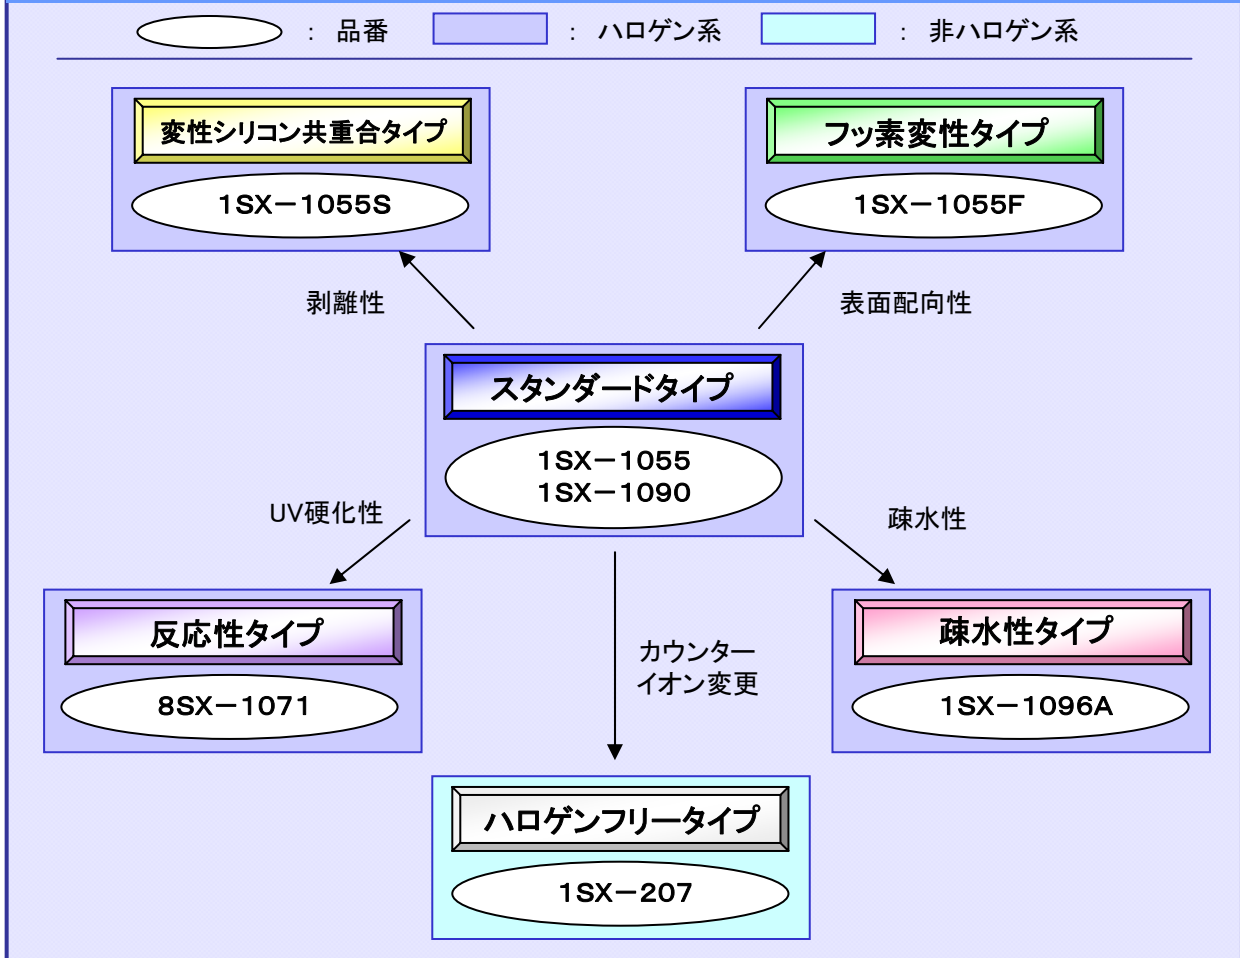 ： 品番 ： ハロゲン系 ： 非ハロゲン系
変性シリコン共重合タイプ
1SX－1055S
フッ素変性タイプ
1SX－1055F
剥離性
表面配向性
スタンダードタイプ
1SX－1055
1SX－1090
UV硬化性
疎水性
反応性タイプ
8SX－1071
カウンター
イオン変更
疎水性タイプ
1SX－1096A
ハロゲンフリータイプ
1SX－207